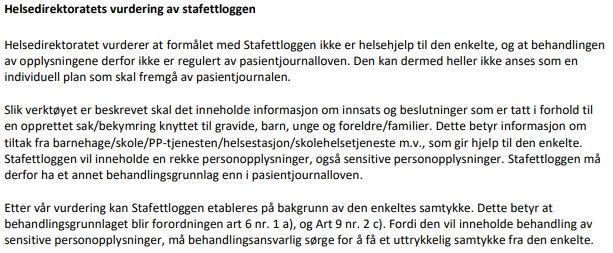 Helsedirektoratets vurdering av stafettloggen
Helsedirektoratet vurderer at formålet med Stafettloggen ikke er helsehjelp til den enkelte, og at behandlingen
av opplysningene derfor ikke er regulert av pasientjournalloven. Den kan dermed heller ikke anses som en
individuell plan som skal fremgå av pasientjournalen.
Slik verktøyet er beskrevet skal det inneholde informasjon om innsats og beslutninger som er tatt i forhold til
en opprettet sak/bekymring knyttet til gravide, barn, unge og foreldre/familier. Dette betyr informasjon om
tiltak fra barnehage/skole/PP-tjenesten/helsestasjon/skolehelsetjeneste m.v., som gir hjelp til den enkelte.
Stafettloggen vil inneholde en rekke personopplysninger, også sensitive personopplysninger. Stafettloggen må
derfor ha et annet behandlingsgrunnlag enn i pasientjournalloven.
Etter vår vurdering kan Stafettloggen etableres på bakgrunn av den enkeltes samtykke. Dette betyr at
behandlingsgrunnlaget blir forordningen art 6 nr. 1 a), og Art 9 nr. 2 c). Fordi den vil inneholde behandling av
sensitive personopplysninger, må behandlingsansvarlig sørge for å få et uttrykkelig samtykke fra den enkelte.